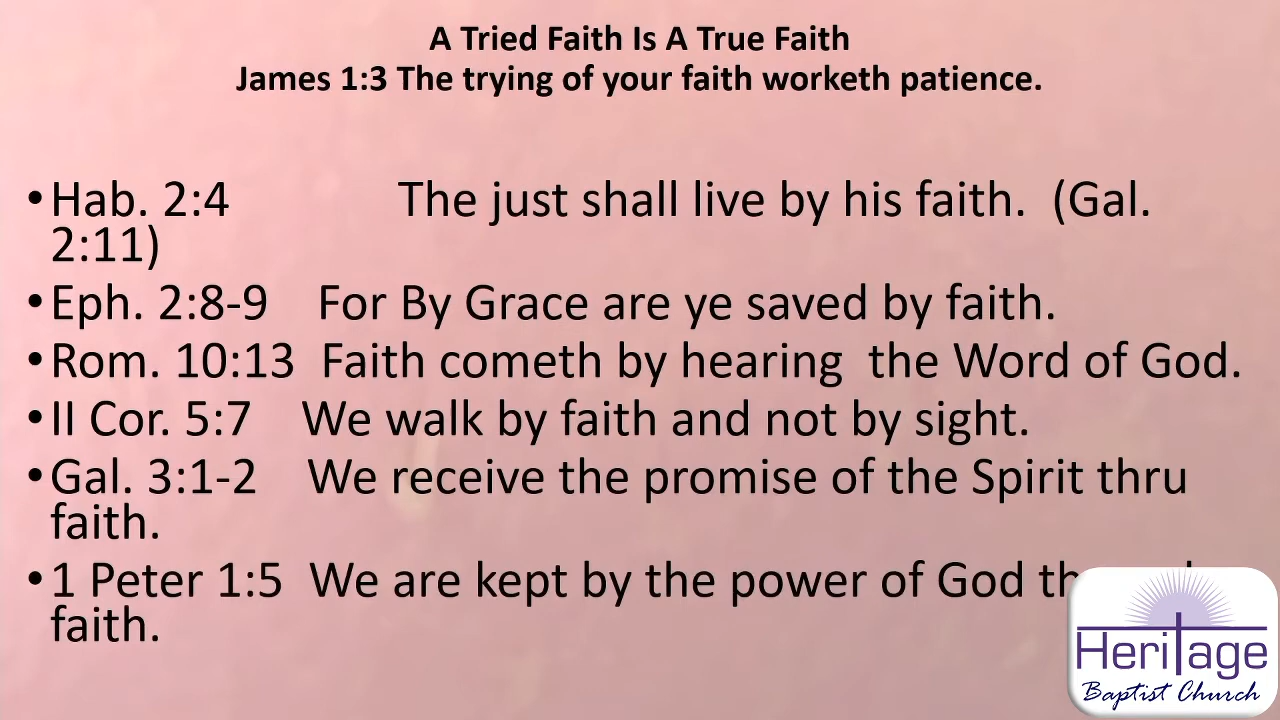 A Tried Faith Is A True Faith
James 1:3 The trying of your faith worketh patience.
•Hab. 2:4 The just shall live by his faith. (Gal.
2:11)
•Eph. 2:8-9 For By Grace are ye saved by faith.
•Rom. 10:13 Faith cometh by hearing the Word of God.
•II Cor. 5:7 We walk by faith and not by sight.
•Gal. 3:1-2 We receive the promise of the Spirit thru
faith.
•1 Peter 1:5 We are kept by the power of God
faith.
Heritage
Baptist Church